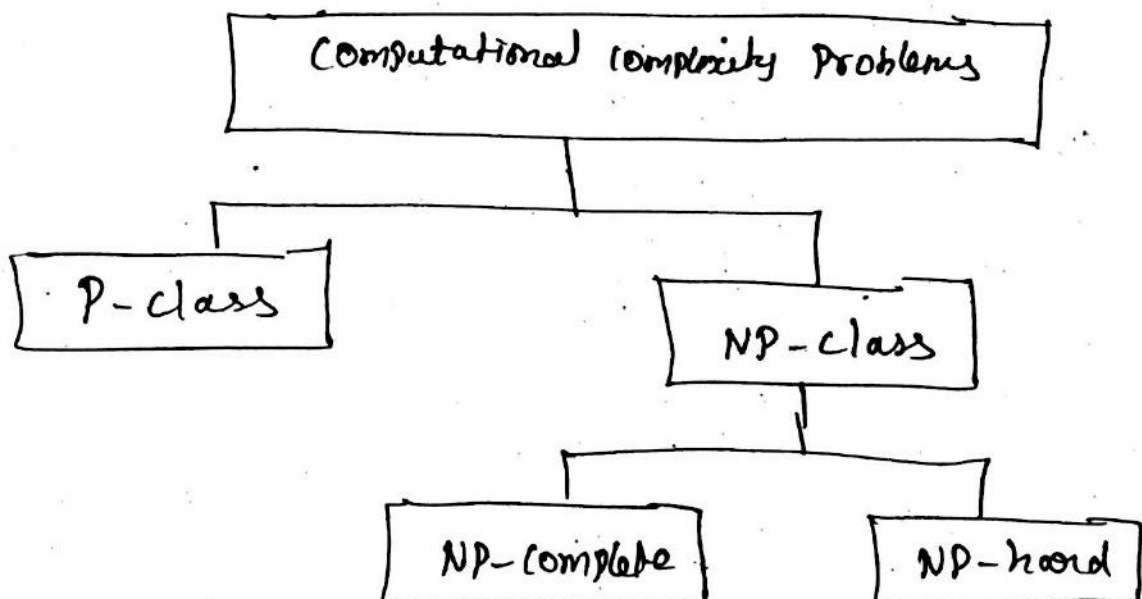 Computational complexity Problems
P-class
NP-class
NP-complete
NP-hard